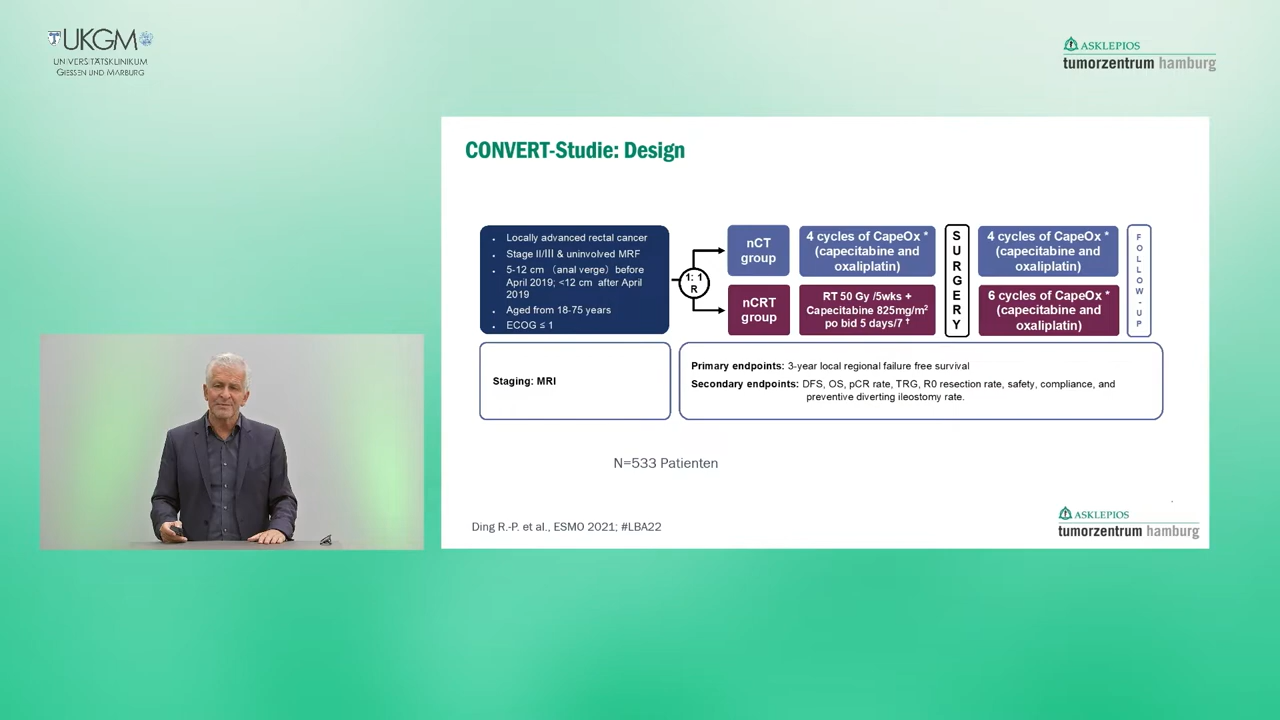 UKGM
UNIVERSITÄTSKLINIKUM
GIESSEN UND MARBURG
ASKLEPIOS
tumorzentrum hamburg
CONVERT-Studie: Design
• Locally advanced rectal cancer
• Stage II/III & uninvolved MRF
• 5-12 cm （anal verge）before
April 2019; <12 cm after April
2019
• Aged from 18-75 years
• ECOG ≤ 1
1: 1
R
nCT
group
4 cycles of CapeOx *
(capecitabine and
oxaliplatin)
nCRT
group
RT 50 Gy /5wks +
Capecitabine 825mg/m²
po bid 5 days/7 †
SURGERY
4 cycles of CapeOx *
(capecitabine and
oxaliplatin)
6 cycles of CapeOx *
(capecitabine and
oxaliplatin)
FOLLOW-UP
Staging: MRI
Primary endpoints: 3-year local regional failure free survival
Secondary endpoints: DFS, OS, pCR rate, TRG, R0 resection rate, safety, compliance, and
preventive diverting ileostomy rate.
N=533 Patienten
Ding R.-P. et al., ESMO 2021; #LBA22
ASKLEPIOS
tumorzentrum hamburg